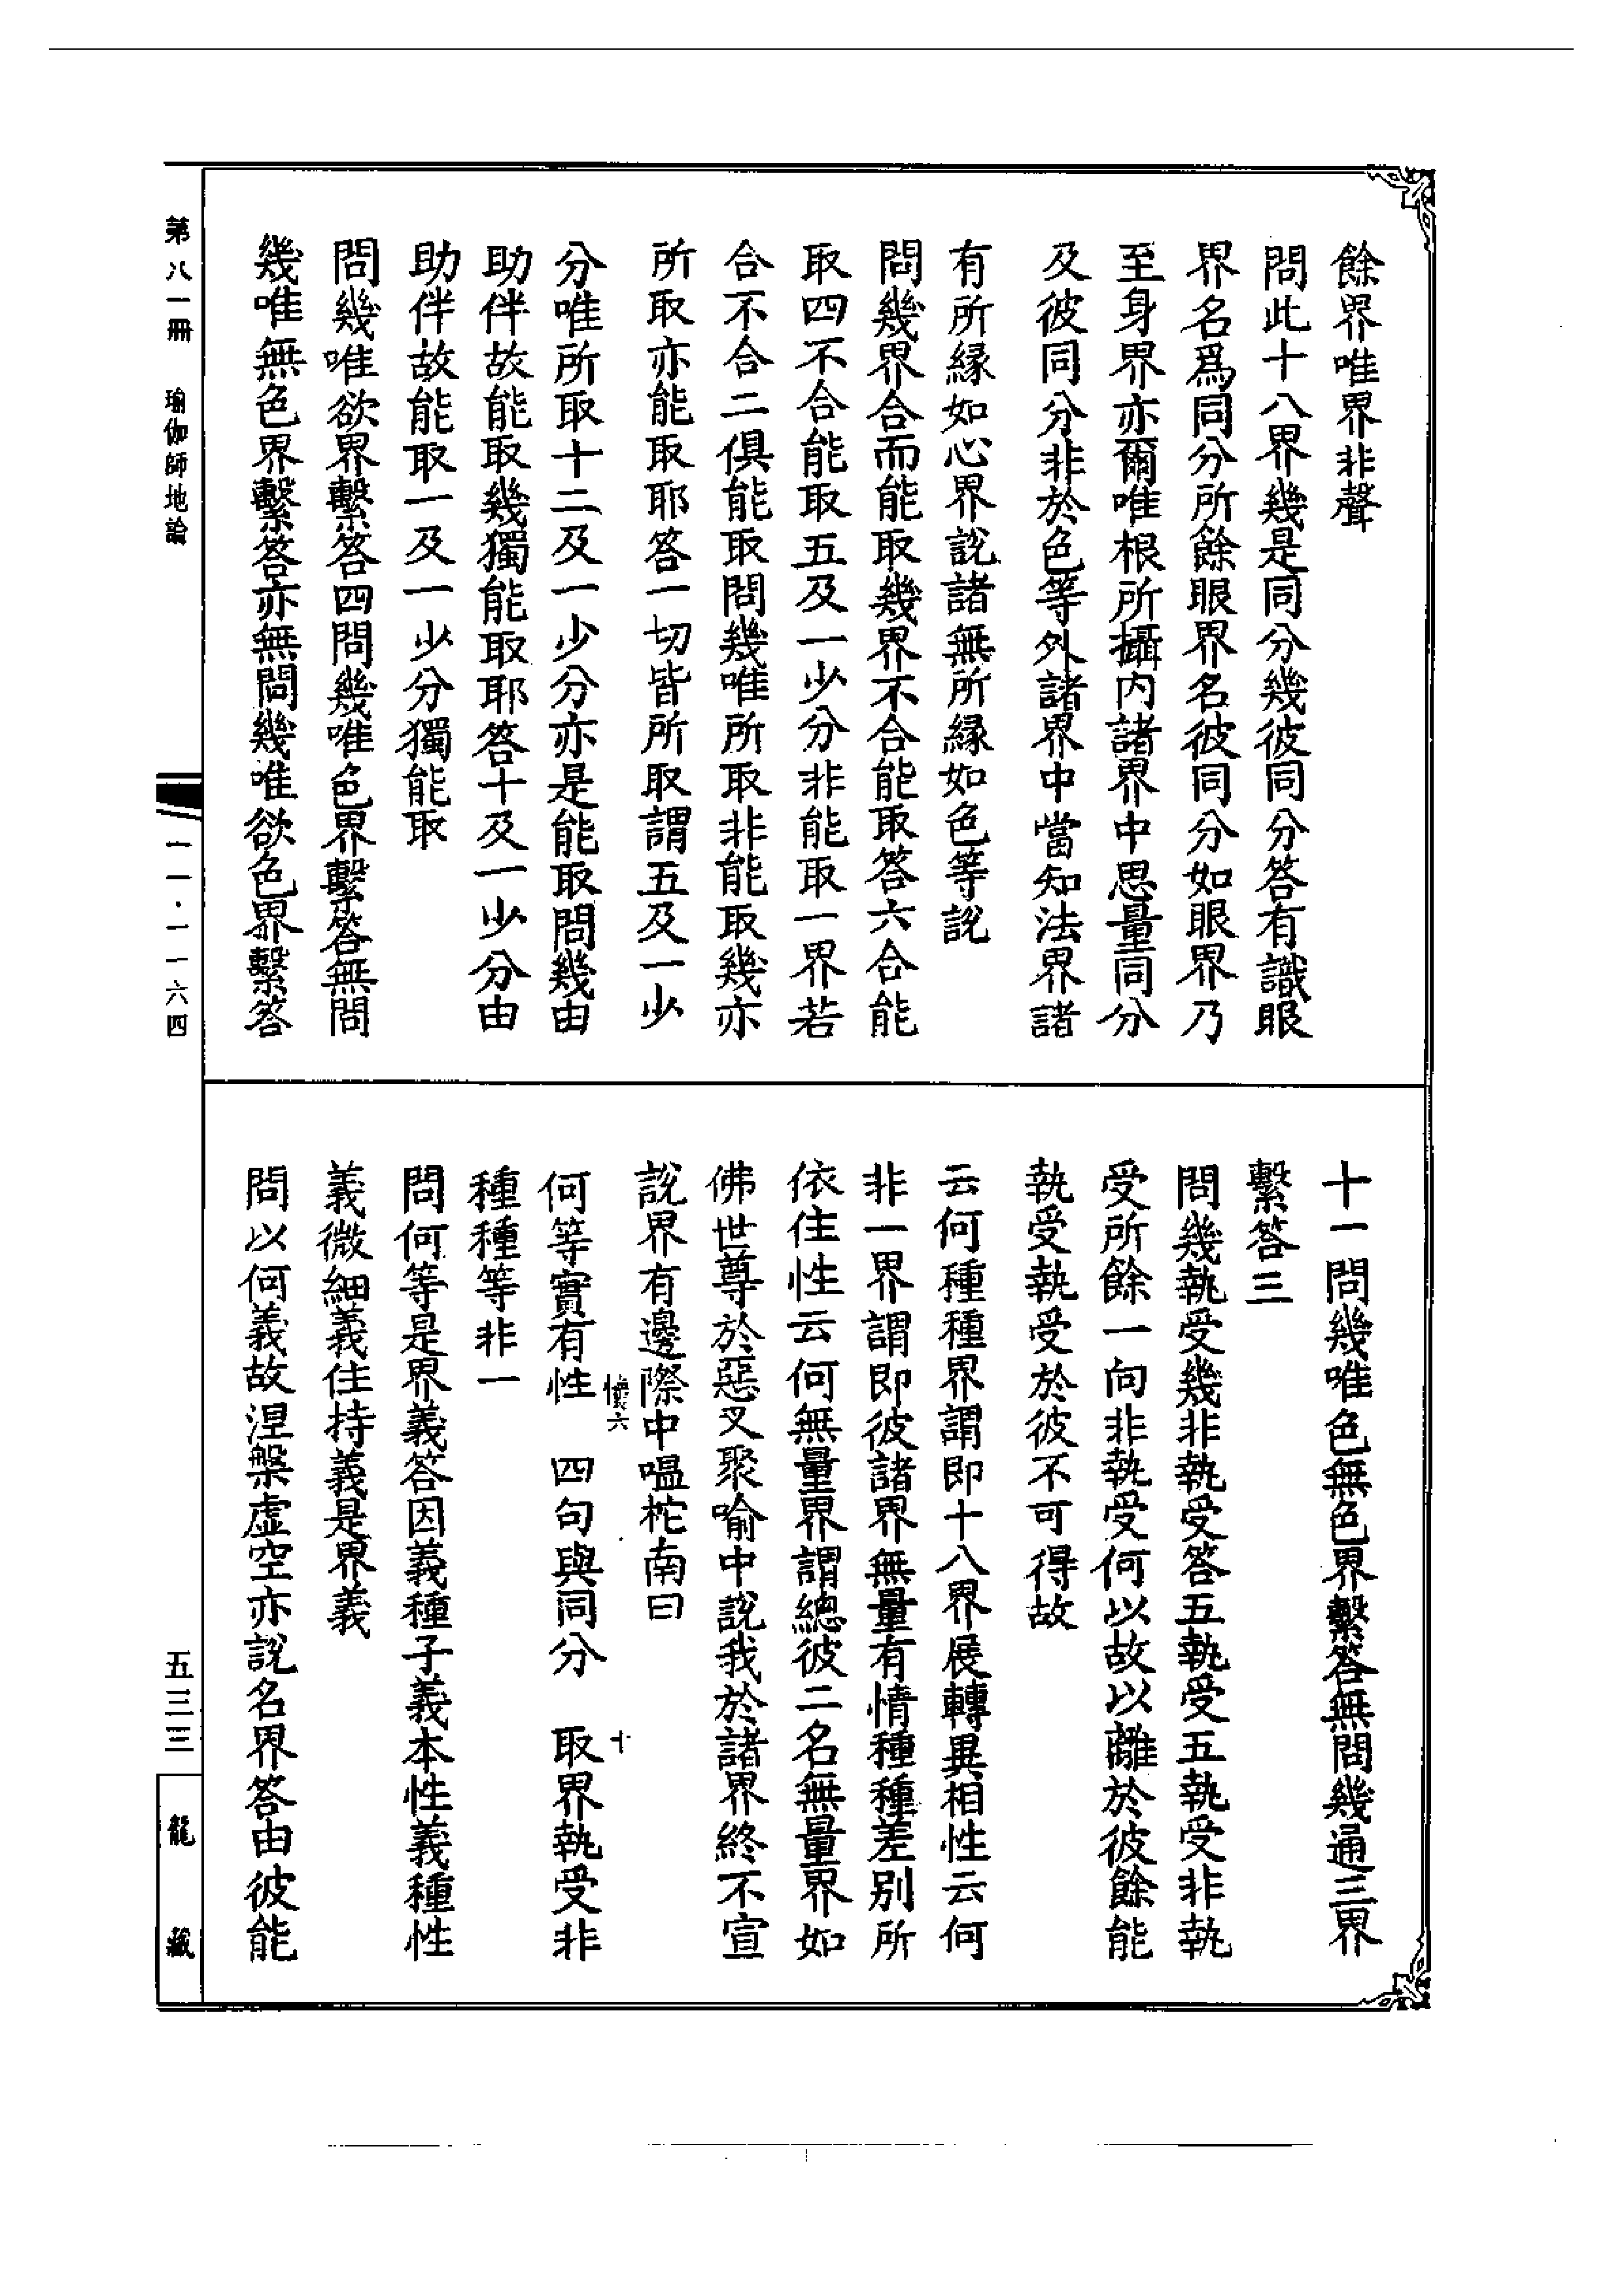 餘界唯界非聲
問此十八界幾是同分幾彼同分答有識眼
界名爲同分所餘眼界名彼同分如眼界乃
至身界亦爾唯根所攝内諸界中思量同分
及彼同分非於色等外諸界中當知法界諸
有所縁如心界說諸無所縁如色等説
問幾界合而能取幾界不合能取答六合能
取四不合能取五及一少分非能取一界若
合不合二俱能取問幾唯所取非能取幾亦
所取亦能取耶答一切皆所取謂五及一少
分唯所取十二及一少分亦是能取問幾由
助伴故能取幾獨能取耶答十及一少分由
助伴故能取一及一少分獨能取
問幾唯欲界繫答四問幾唯色界繫答無問
幾唯無色界繫答亦無問幾唯欲色界繫答
十一問幾唯色無色界繫答無問幾通三界
繫答三
問幾執受幾非執受答五執受五執受非執
受所餘一向非執受何以故以離於彼餘能
執受執受於彼不可得故
云何種種界謂即十八界展轉異相性云何
非一界謂即彼諸界無量有情種種差别所
依住性云何無量界謂總彼二名無量界如
佛世尊於惡叉聚喻中説我於諸界終不宣
說界有邊際中嗢柁南曰
何等實有性　四句與同分　取界執受非
種種等非一
問何等是界義答因義種子義本性義種性
義微細義住持義是界義
問以何義故涅槃虚空亦説名界答由彼能
六
十
第八一冊　瑜伽師地論
一一·一一六四
五三三
龍藏